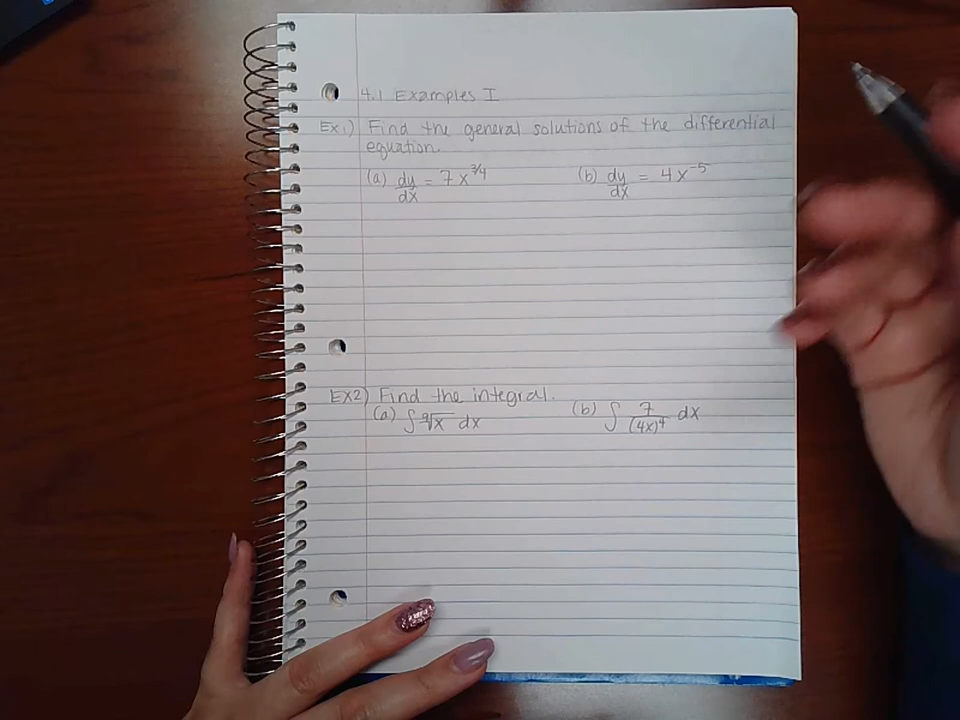 4.1 Examples I
Ex1) Find the general solutions of the differential
equation.
(a) dy/dx = 7x^(3/4) (b) dy/dx = 4x^(-5)
Ex2) Find the integral.
(a) ∫ ⁹√x dx (b) ∫ 7/(4x)^4 dx